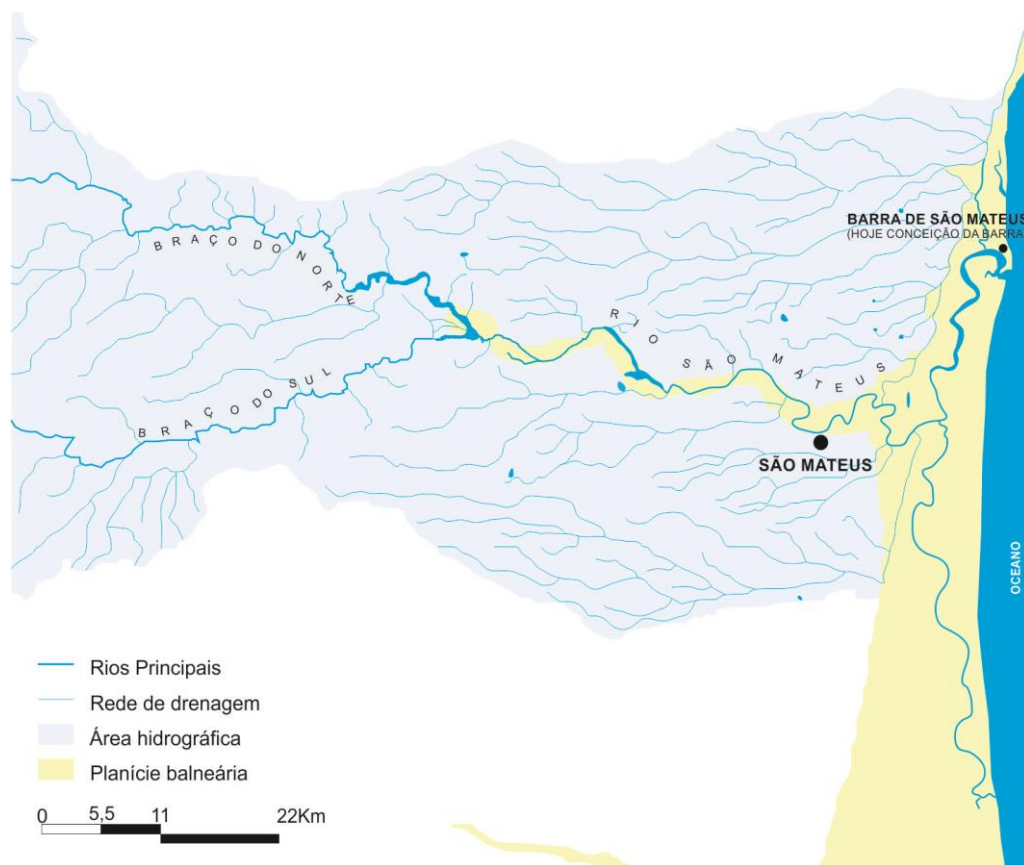 BRAÇO DO NORTE
BARRA DE SÃO MATEUS
(HOJE CONCEIÇÃO DA BARRA)
RIO SÃO MATEUS
BRAÇO DO SUL
SÃO MATEUS
OCEANO
Rios Principais
Rede de drenagem
Área hidrográfica
Planície balneária
0 5,5 11 22Km